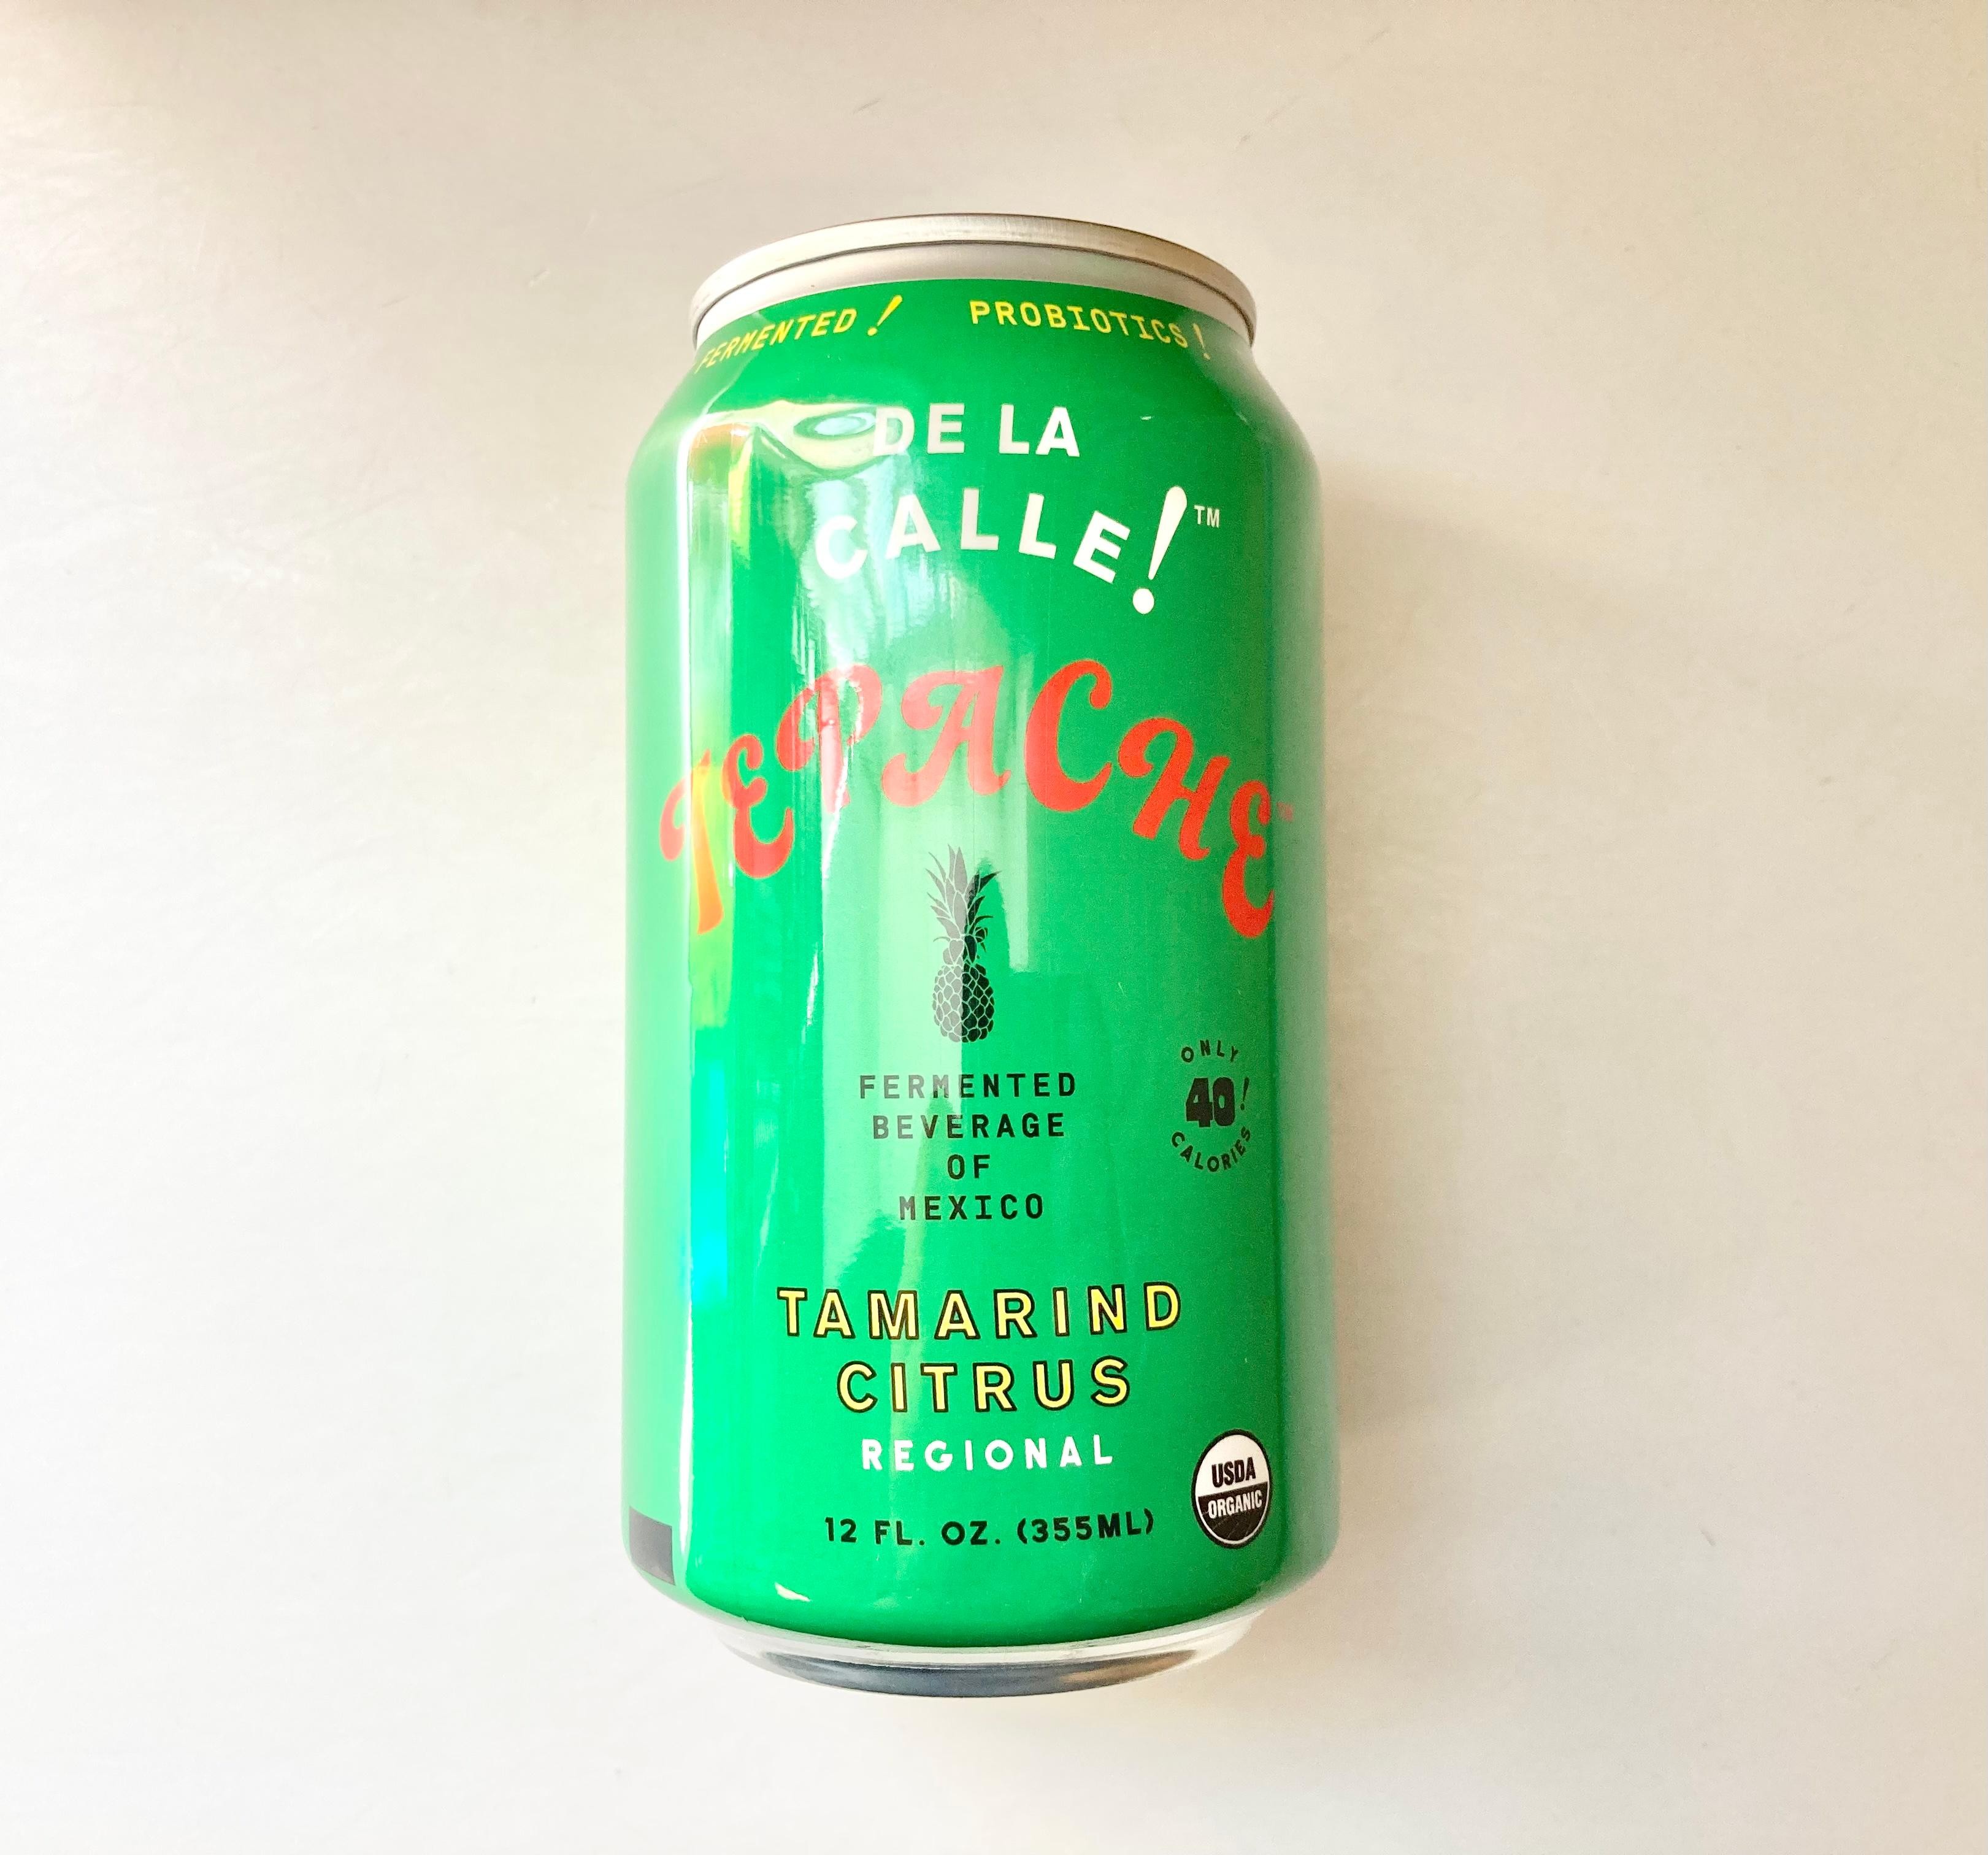 FERMENTED! PROBIOTICS!
DE LA
CALLE!™
TEPACHE™
ONLY
40!
CALORIES
FERMENTED
BEVERAGE
OF
MEXICO
TAMARIND
CITRUS
REGIONAL
USDA
ORGANIC
12 FL. OZ. (355ML)